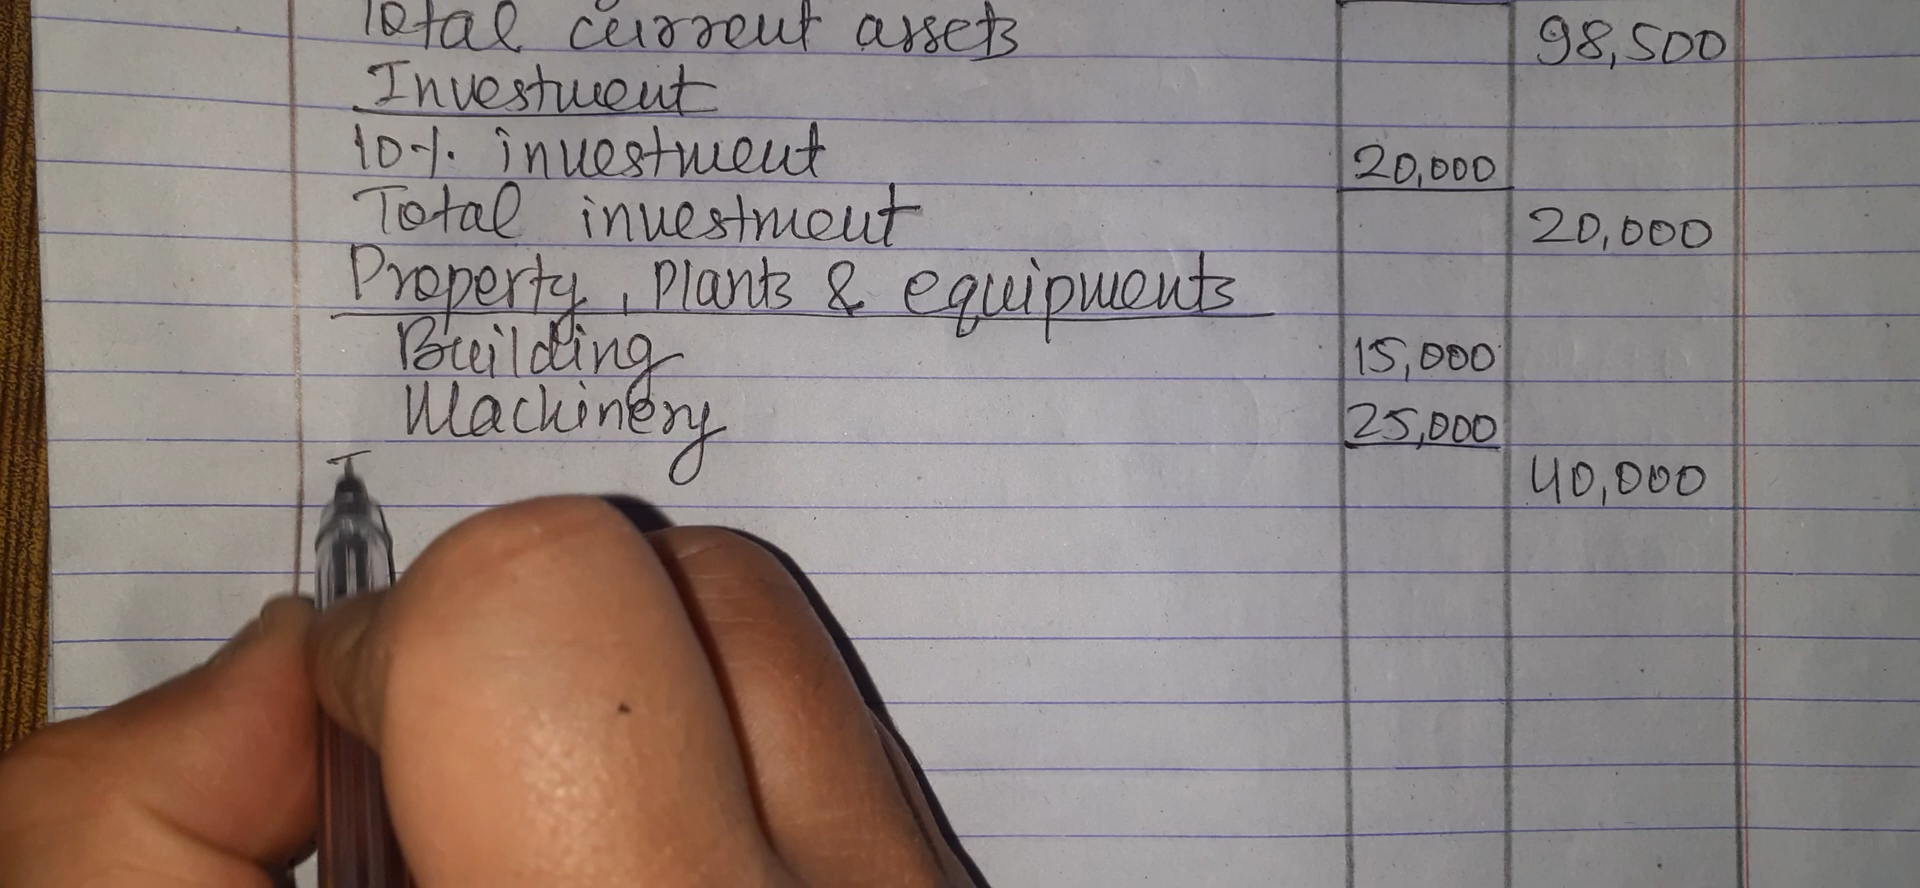 Total current assets 98,500
Investment
10% investment 20,000
Total investment 20,000
Property, Plants & equipments
Building 15,000
Machinery 25,000
T 40,000